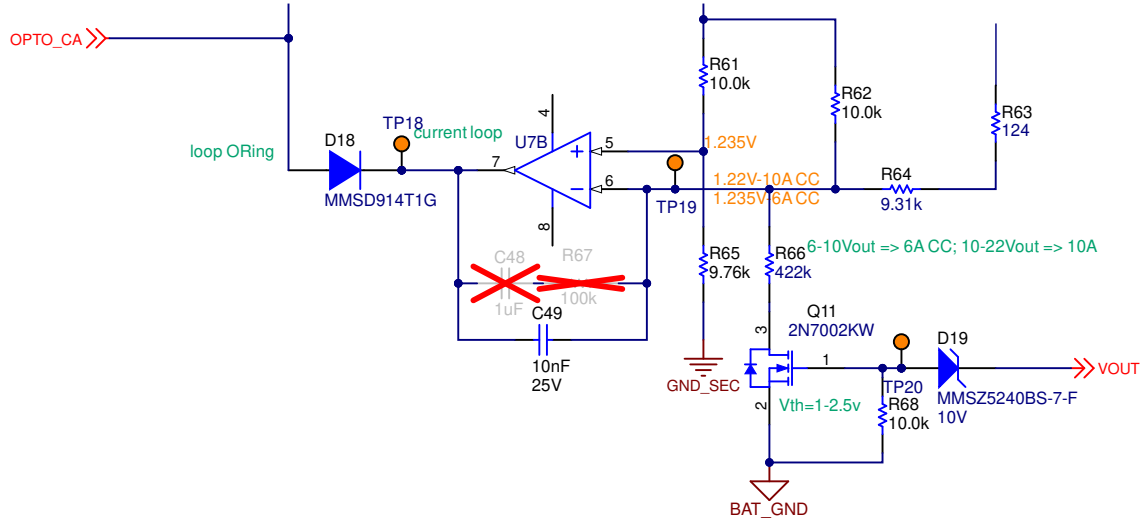 OPTO_CA
R61
10.0k
R62
10.0k
R63
124
TP18
current loop
4
U7B
loop ORing
D18
MMSD914T1G
7
5
1.235V
6
TP19
1.22V-10A CC
1.235V-6A CC
R64
9.31k
8
C48
1uF
R67
100k
C49
10nF
25V
R65
9.76k
R66
422k
6-10Vout => 6A CC; 10-22Vout => 10A
GND_SEC
3
Q11
2N7002KW
1
2
Vth=1-2.5v
TP20
R68
10.0k
D19
MMSZ5240BS-7-F
10V
VOUT
BAT_GND